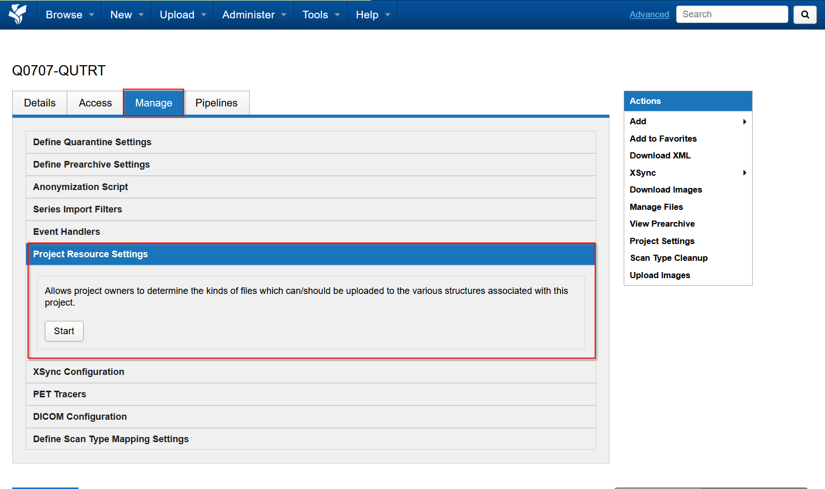 Browse New Upload Administer Tools Help Advanced Search
Q0707-QUTRT
Details Access Manage Pipelines
Define Quarantine Settings
Define Prearchive Settings
Anonymization Script
Series Import Filters
Event Handlers
Project Resource Settings
Allows project owners to determine the kinds of files which can/should be uploaded to the various structures associated with this
project.
Start
XSync Configuration
PET Tracers
DICOM Configuration
Define Scan Type Mapping Settings
Actions
Add
Add to Favorites
Download XML
XSync
Download Images
Manage Files
View Prearchive
Project Settings
Scan Type Cleanup
Upload Images